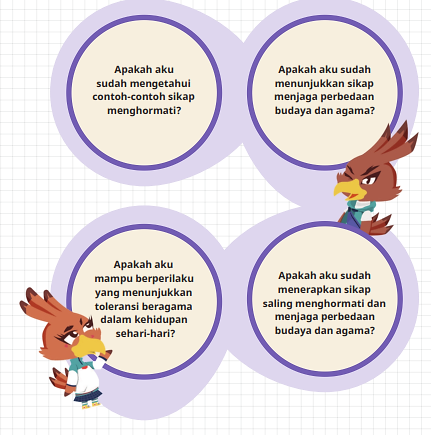 Apakah aku
sudah mengetahui
contoh-contoh sikap
menghormati?
Apakah aku sudah
menunjukkan sikap
menjaga perbedaan
budaya dan agama?
Apakah aku
mampu berperilaku
yang menunjukkan
toleransi beragama
dalam kehidupan
sehari-hari?
Apakah aku sudah
menerapkan sikap
saling menghormati dan
menjaga perbedaan
budaya dan agama?